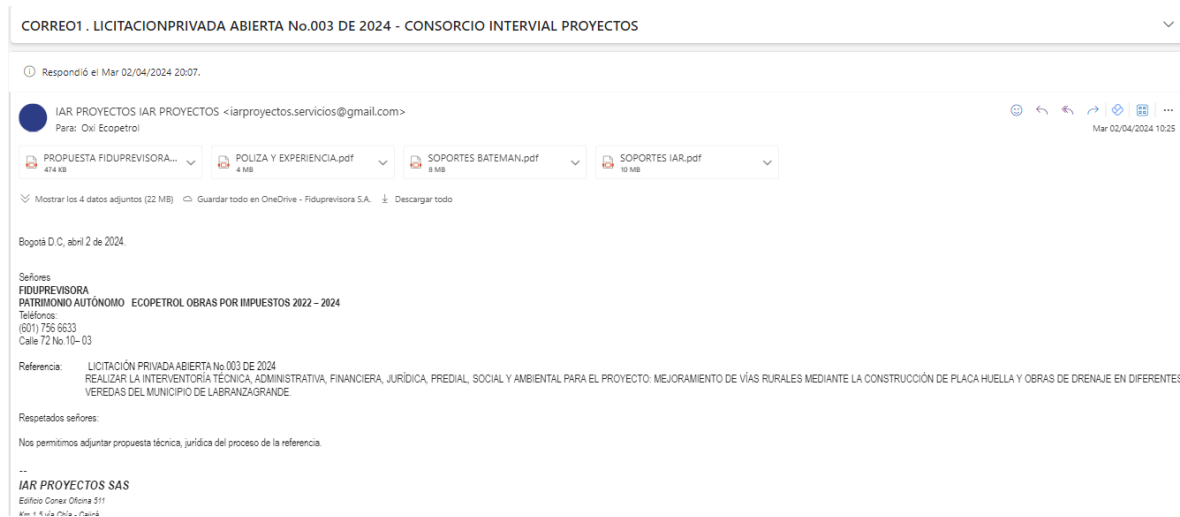 CORREO1 . LICITACIONPRIVADA ABIERTA No.003 DE 2024 - CONSORCIO INTERVIAL PROYECTOS
Respondió el Mar 02/04/2024 20:07.
IAR PROYECTOS IAR PROYECTOS <iarproyectos.servicios@gmail.com>
Para: Oxi Ecopetrol
Mar 02/04/2024 10:25
PROPUESTA FIDUPREVISORA...
474 KB
POLIZA Y EXPERIENCIA.pdf
4 MB
SOPORTES BATEMAN.pdf
8 MB
SOPORTES IAR.pdf
10 MB
Mostrar los 4 datos adjuntos (22 MB) Guardar todo en OneDrive - Fiduprevisora S.A. Descargar todo
Bogotá D.C, abril 2 de 2024.
Señores
FIDUPREVISORA
PATRIMONIO AUTÓNOMO ECOPETROL OBRAS POR IMPUESTOS 2022 – 2024
Teléfonos:
(601) 756 6633
Calle 72 No.10– 03
Referencia: LICITACIÓN PRIVADA ABIERTA No.003 DE 2024
REALIZAR LA INTERVENTORÍA TÉCNICA, ADMINISTRATIVA, FINANCIERA, JURÍDICA, PREDIAL, SOCIAL Y AMBIENTAL PARA EL PROYECTO: MEJORAMIENTO DE VÍAS RURALES MEDIANTE LA CONSTRUCCIÓN DE PLACA HUELLA Y OBRAS DE DRENAJE EN DIFERENTES
VEREDAS DEL MUNICIPIO DE LABRANZAGRANDE.
Respetados señores:
Nos permitimos adjuntar propuesta técnica, jurídica del proceso de la referencia.
--
IAR PROYECTOS SAS
Edificio Conex Oficina 511
Km 1.5 vía Chía - Cajicá